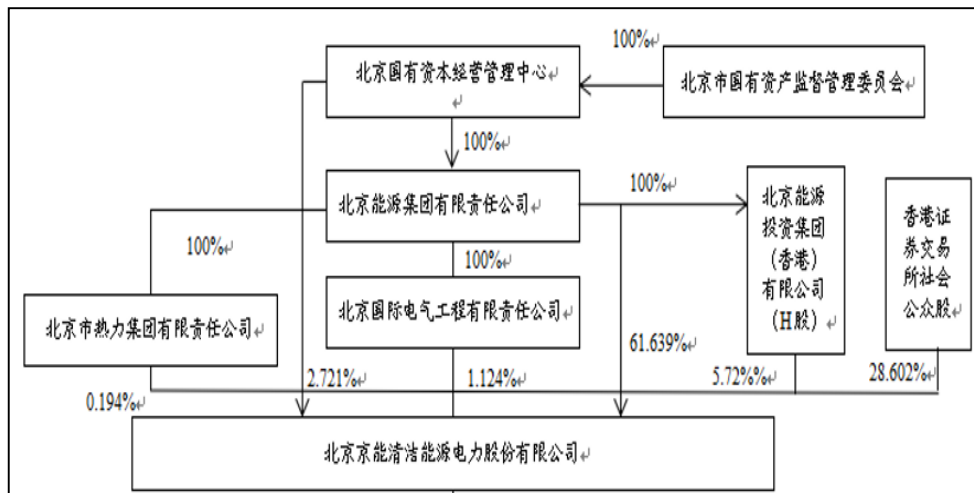 100%
北京国有资本经营管理中心↵
↵
北京市国有资产监督管理委员会↵
100%↵
北京能源集团有限责任公司↵
100%↵
北京能源
投资集团
(香港)
有限公司
(H股)↵
香港证
券交易
所社会
公众股↵
100%↵
100%↵
北京市热力集团有限责任公司↵
北京国际电气工程有限责任公司↵
61.639%↵
0.194%↵
2.721%↵
1.124%↵
5.72%%↵
28.602%↵
北京京能清洁能源电力股份有限公司↵